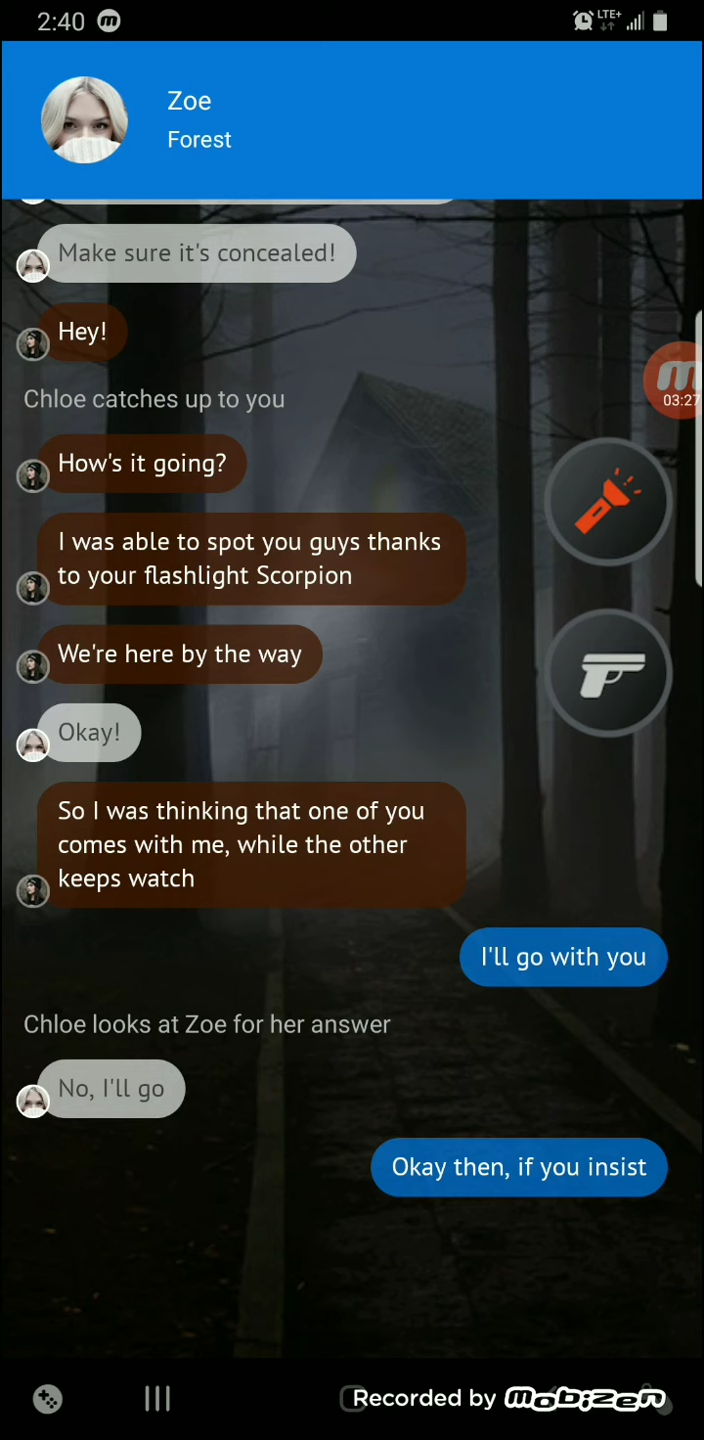 2:40
LTE+
Zoe
Forest
Make sure it's concealed!
Hey!
03:27
Chloe catches up to you
How's it going?
I was able to spot you guys thanks
to your flashlight Scorpion
We're here by the way
Okay!
So I was thinking that one of you
comes with me, while the other
keeps watch
I'll go with you
Chloe looks at Zoe for her answer
No, I'll go
Okay then, if you insist
Recorded by mobizen